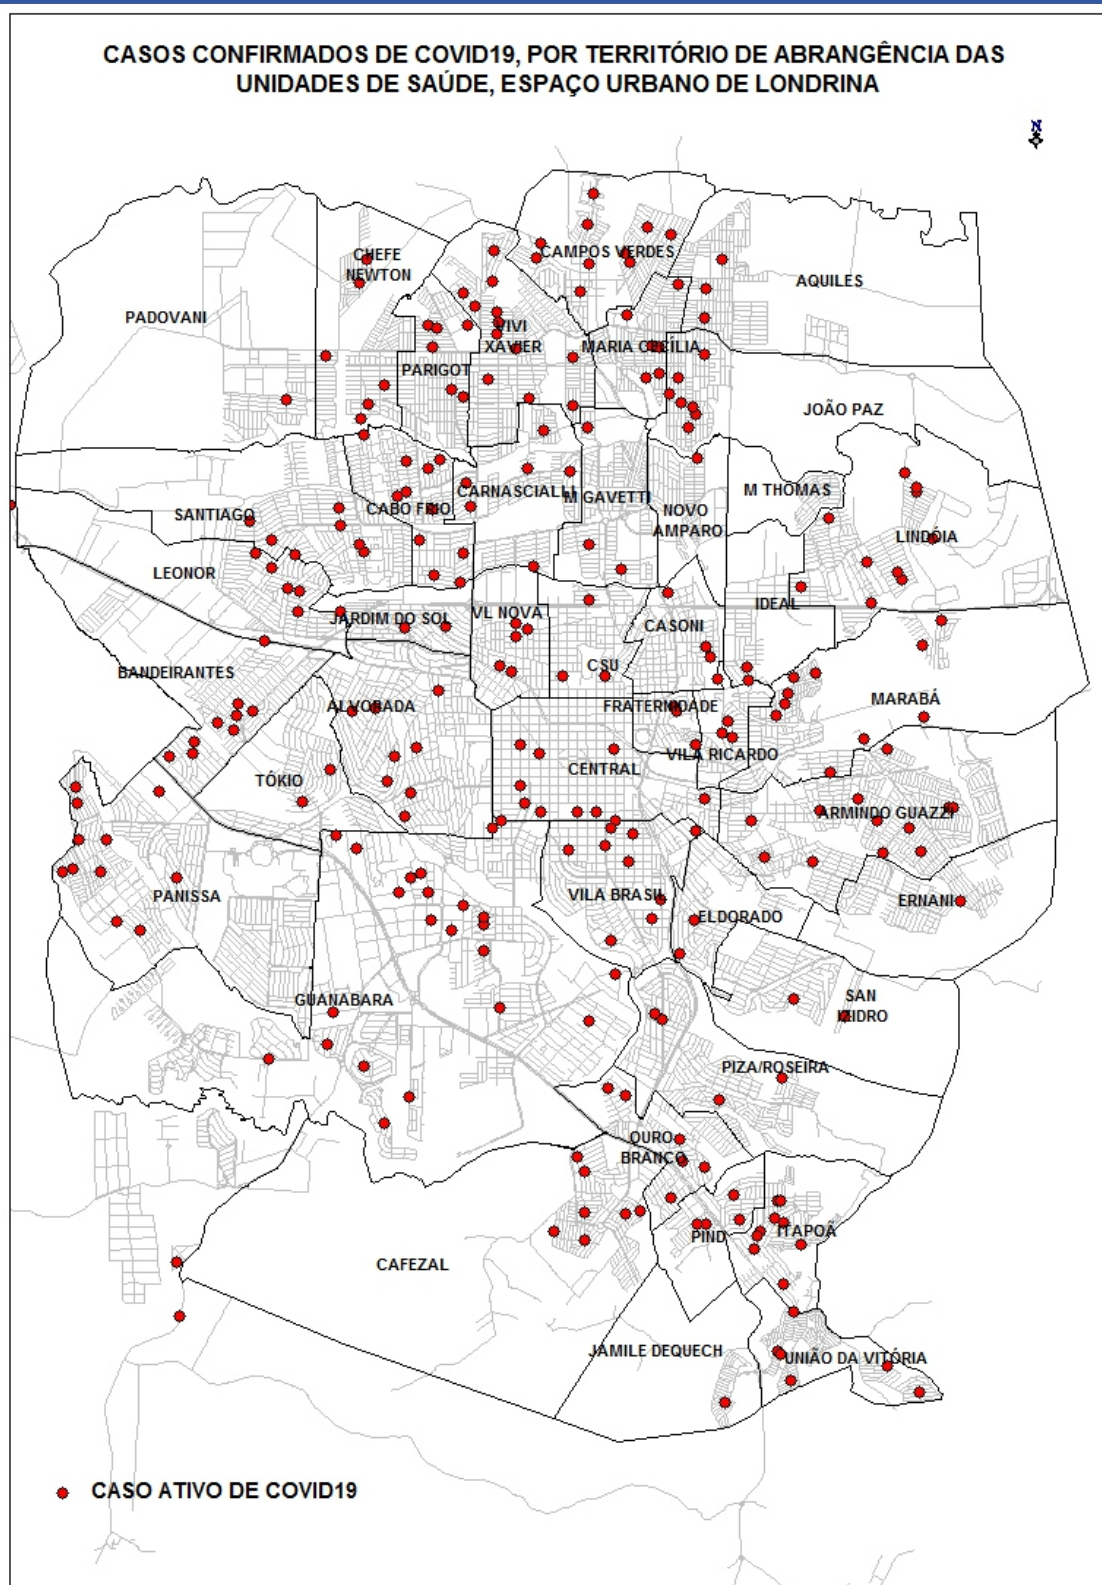 CASOS CONFIRMADOS DE COVID19, POR TERRITÓRIO DE ABRANGÊNCIA DAS
UNIDADES DE SAÚDE, ESPAÇO URBANO DE LONDRINA
N
CAMPOS VERDES
CHEFE
NEWTON
AQUILES
PADOVANI
VIVI
XAVIER
MARIA CECÍLIA
PARIGOT
JOÃO PAZ
CARNASCIALLI
M GAVETTI
M THOMAS
SANTIAGO
CABO FRIO
NOVO
AMPARO
LINDÓIA
LEONOR
IDEAL
JARDIM DO SOL
VL NOVA
CASONI
BANDEIRANTES
CSU
ALVORADA
FRATERNIDADE
MARABÁ
VILA RICARDO
TÓKIO
CENTRAL
ARMINDO GUAZZI
PANISSA
VILA BRASIL
ERNANI
ELDORADO
GUANABARA
SAN
IZIDRO
PIZA/ROSEIRA
OURO
BRANCO
PIND
ITAPOÃ
CAFEZAL
JAMILE DEQUECH
UNIÃO DA VITÓRIA
CASO ATIVO DE COVID19